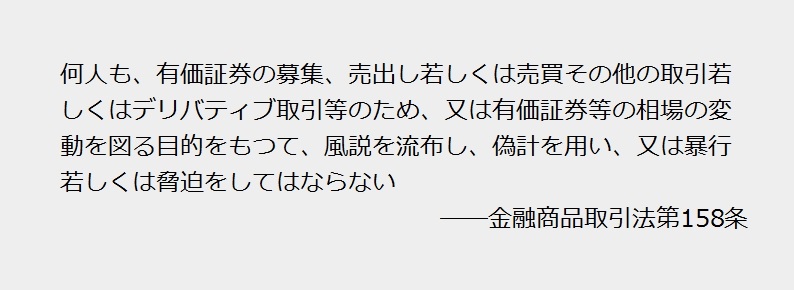 何人も、有価証券の募集、売出し若しくは売買その他の取引若
しくはデリバティブ取引等のため、又は有価証券等の相場の変
動を図る目的をもつて、風説を流布し、偽計を用い、又は暴行
若しくは脅迫をしてはならない
――金融商品取引法第158条